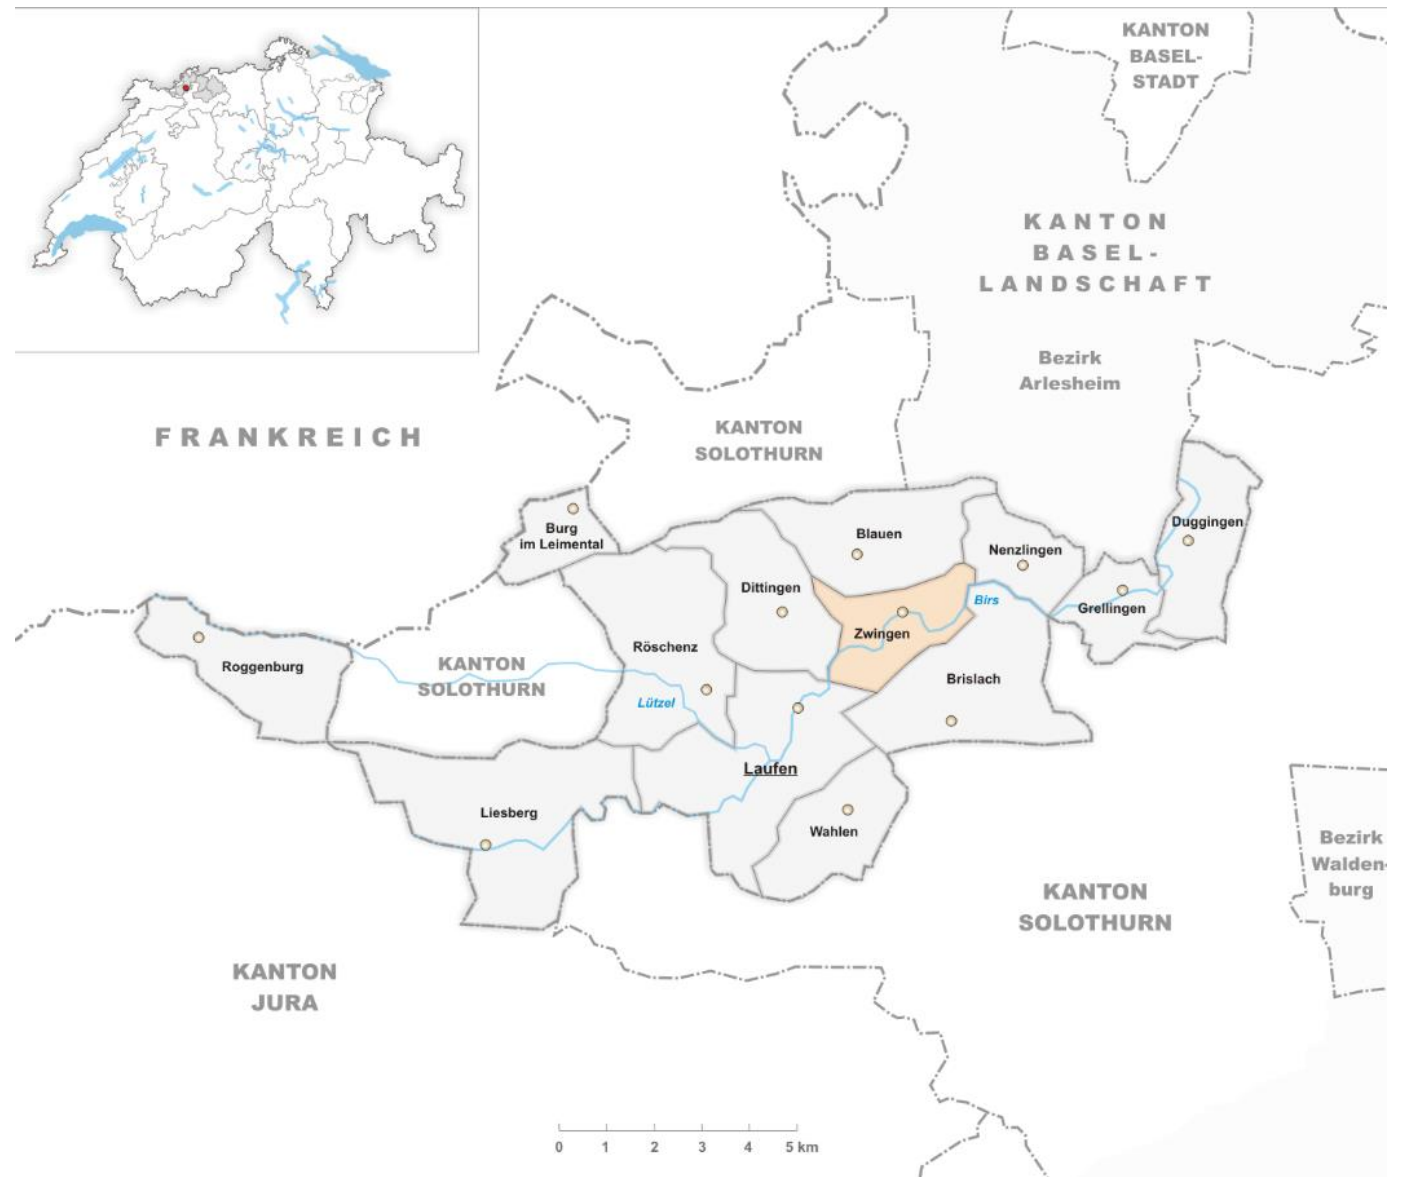 KANTON
BASEL-
STADT
KANTON
BASEL-
LANDSCHAFT
Bezirk
Arlesheim
FRANKREICH
KANTON
SOLOTHURN
Burg
im Leimental
Blauen
Nenzlingen
Duggingen
Dittingen
Birs
Grellingen
Zwingen
Röschenz
Roggenburg
KANTON
SOLOTHURN
Brislach
Lützel
Laufen
Liesberg
Wahlen
Bezirk
Walden-
burg
KANTON
SOLOTHURN
KANTON
JURA
0 1 2 3 4 5 km